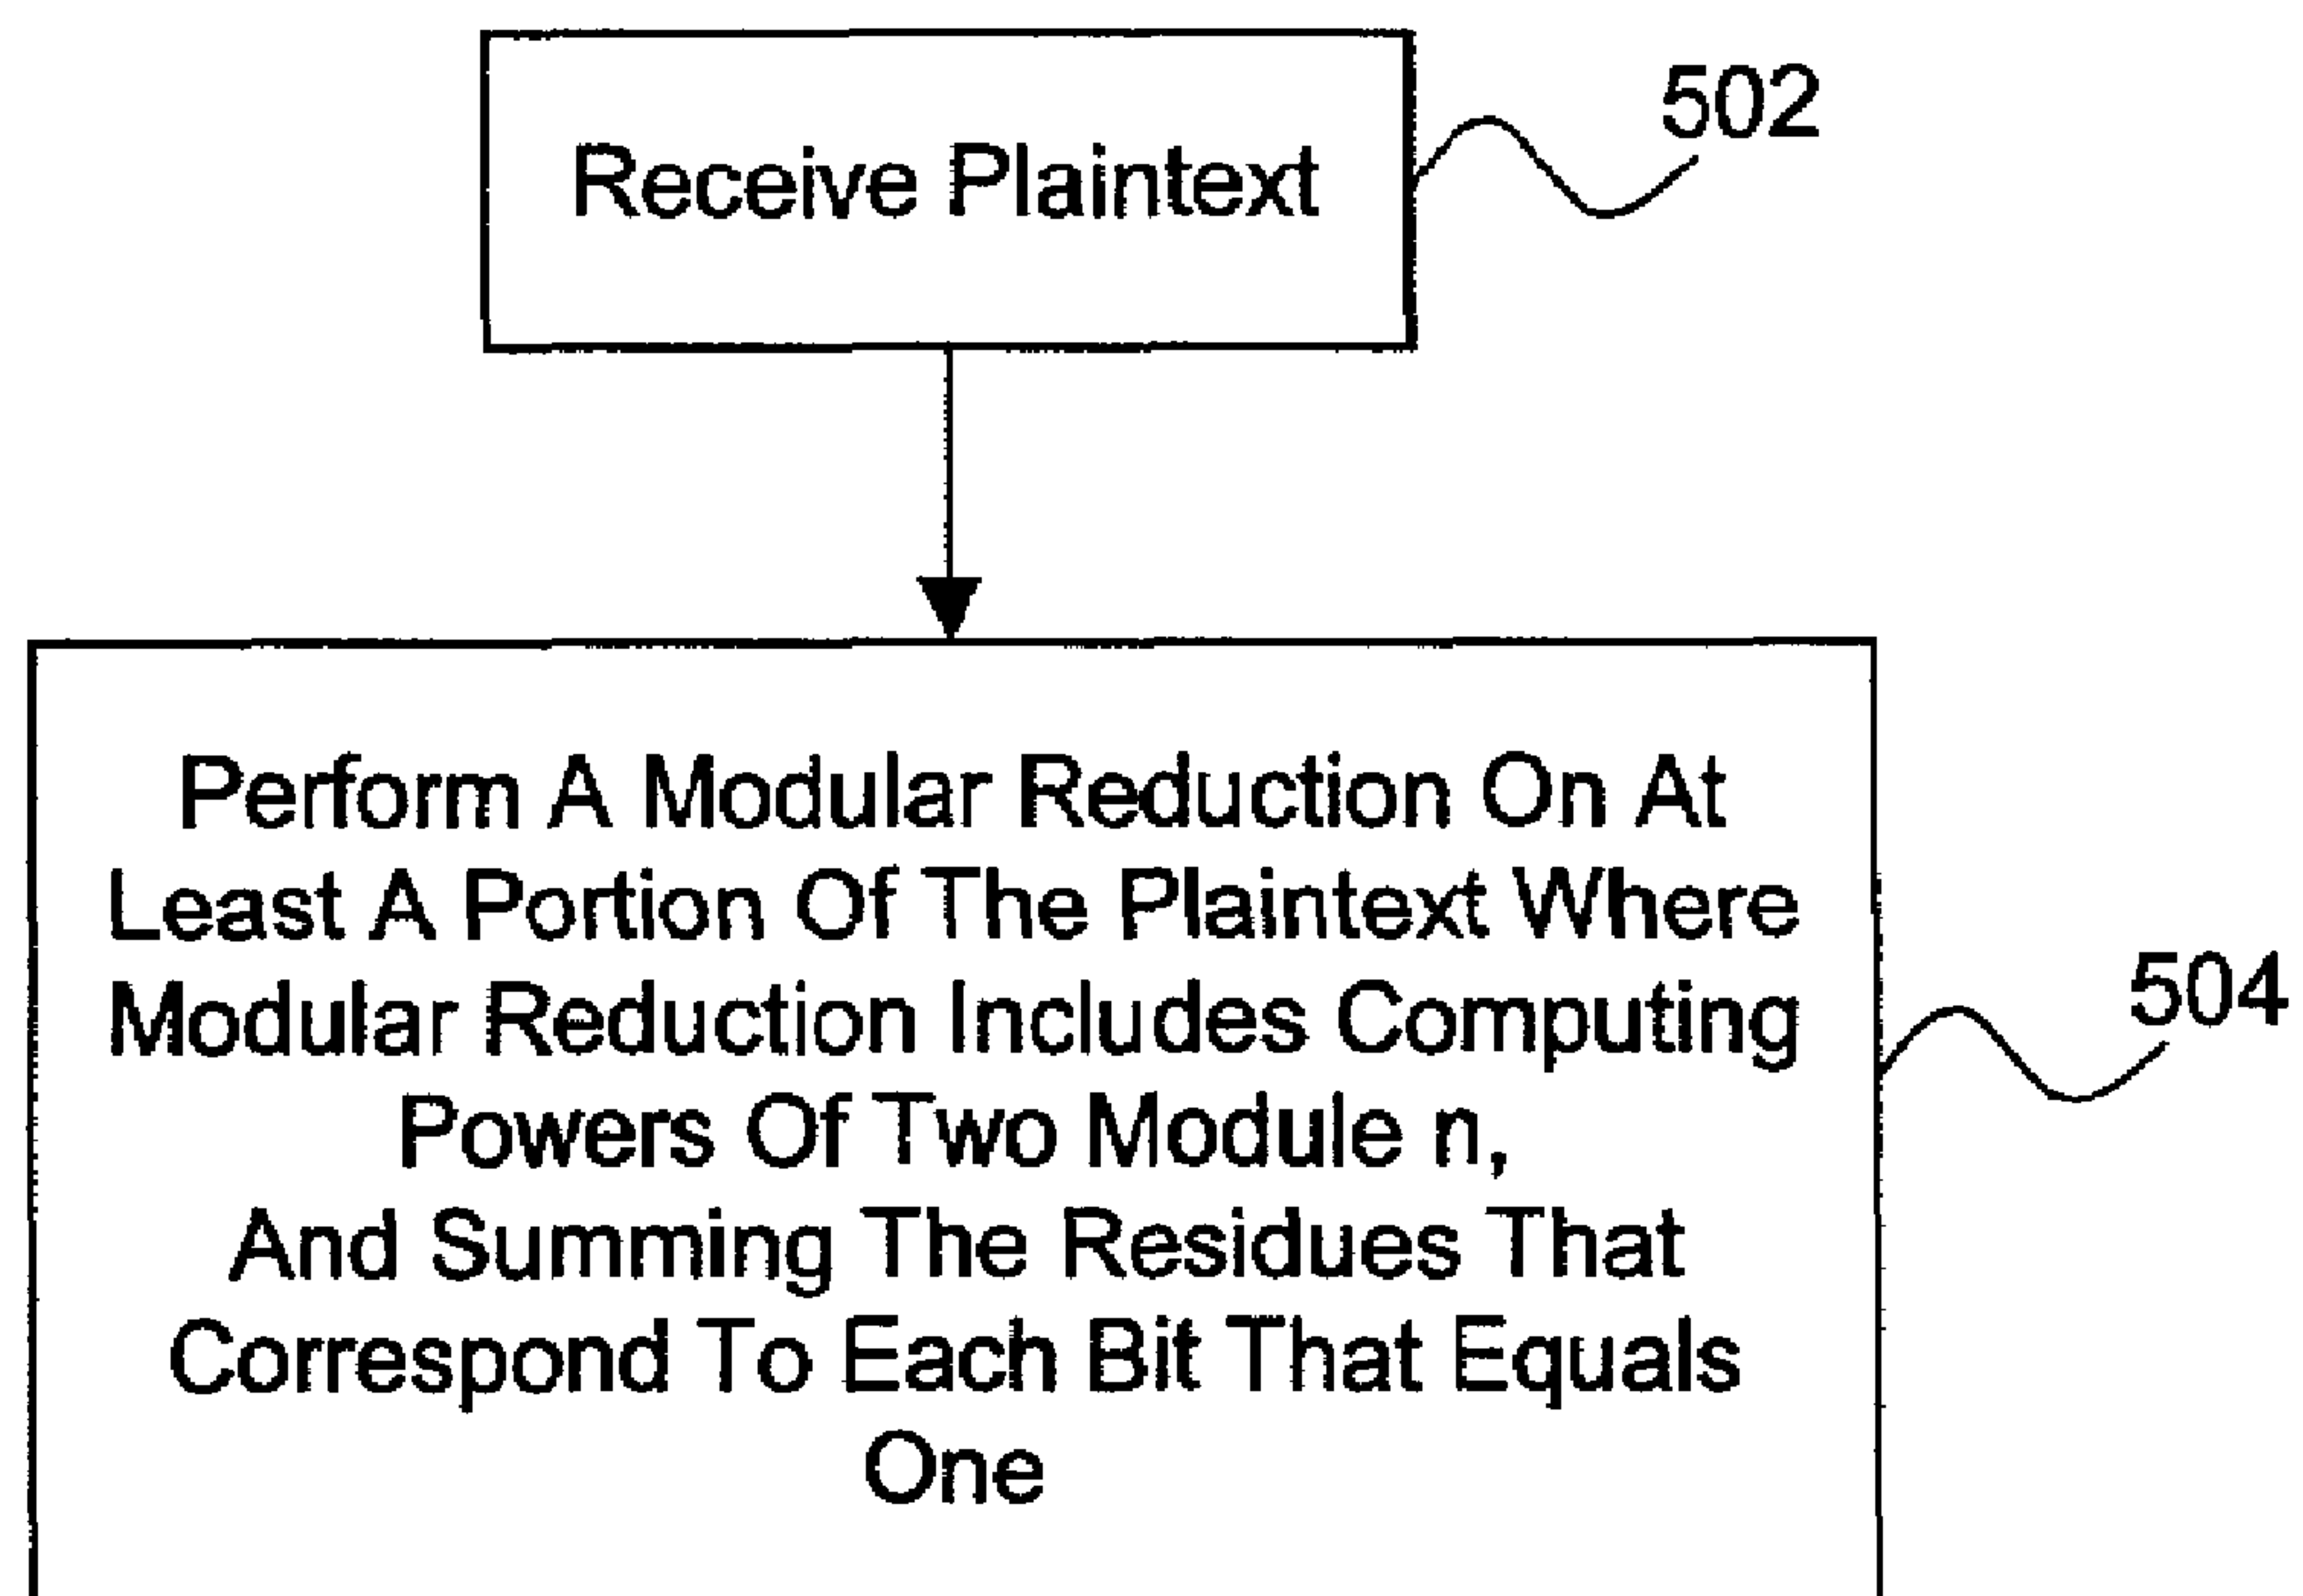 502
Receive Plaintext
Perform A Modular Reduction On At
Least A Portion Of The Plaintext Where
Modular Reduction Includes Computing
504
Powers Of Two Module n,
And Summing The Residues That
Correspond To Each Bit That Equals
One